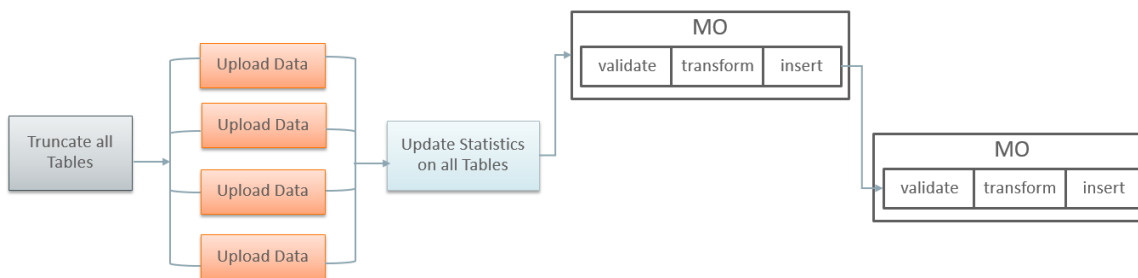 Truncate all
Tables
Upload Data
Upload Data
Upload Data
Upload Data
Update Statistics
on all Tables
MO
validate transform insert
MO
validate transform insert